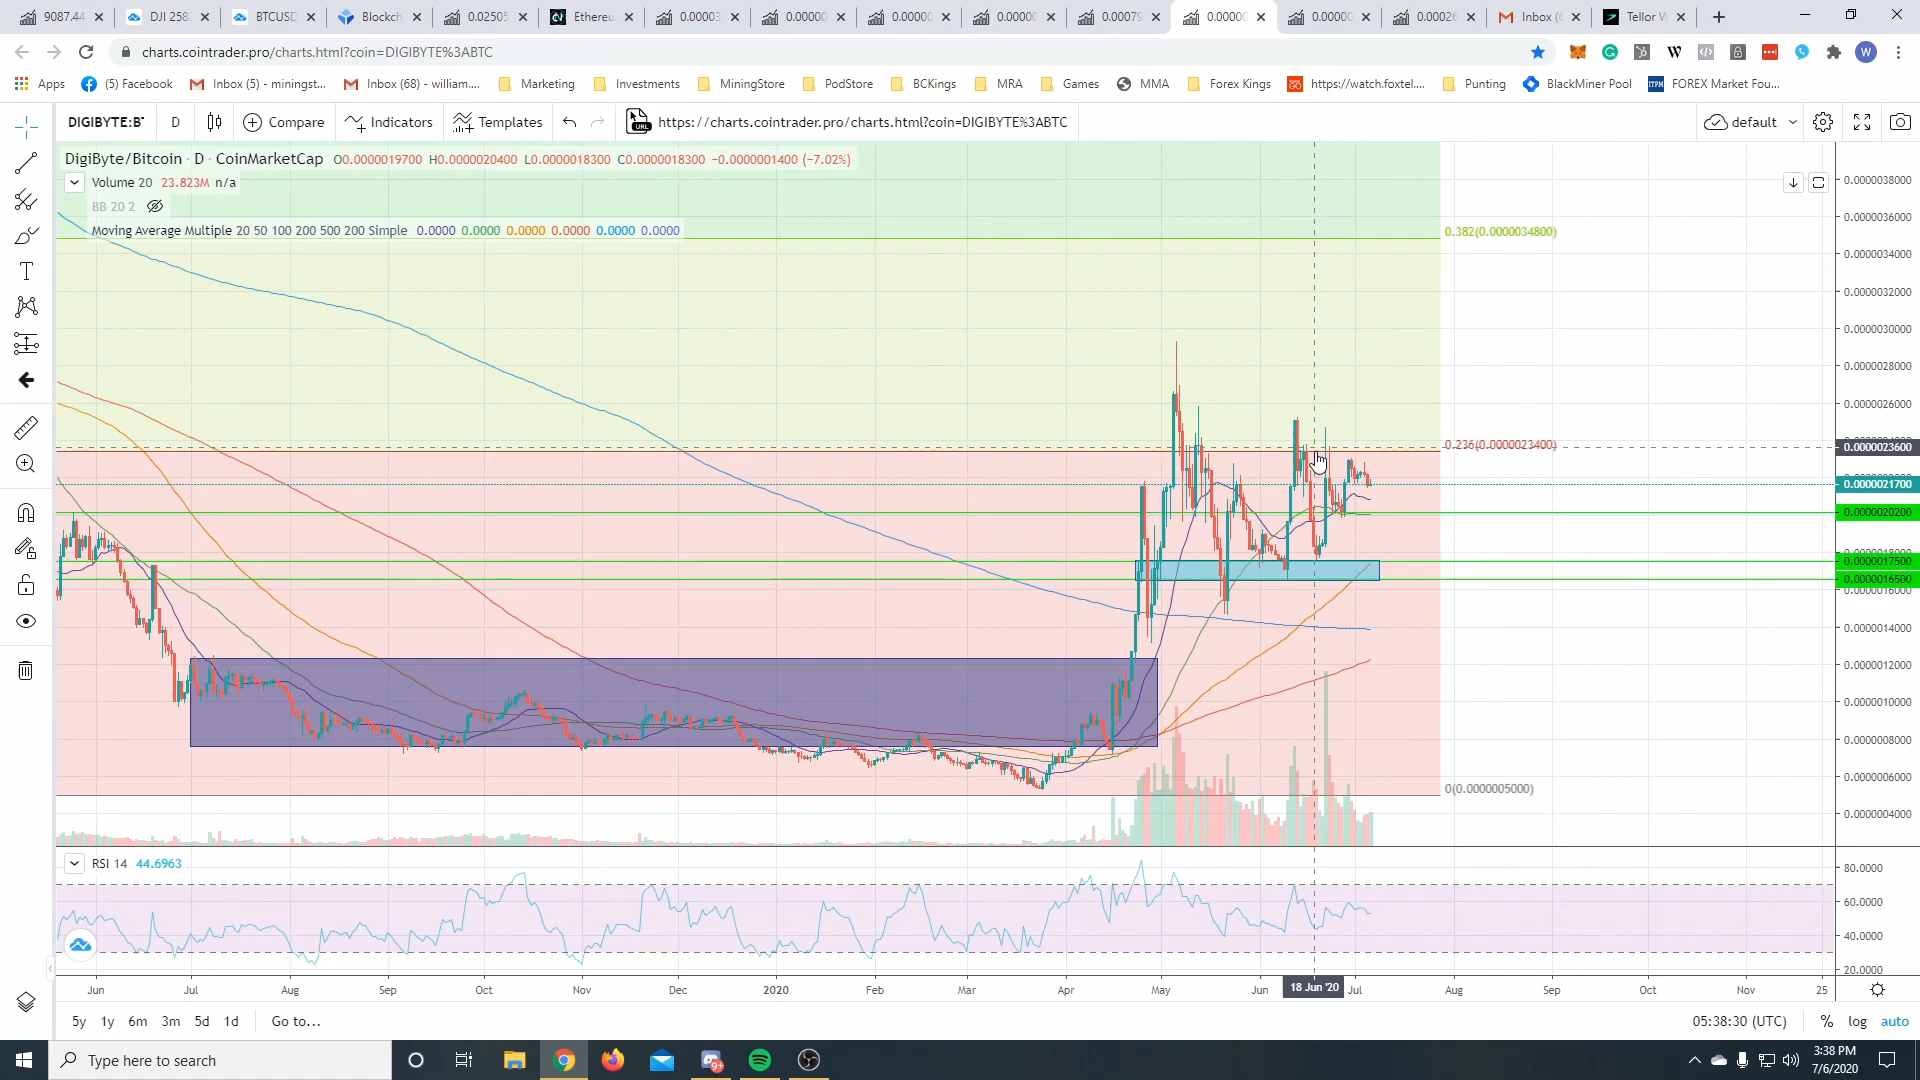 9087.44
DJI 258
BTCUSD
Blockch
0.02505
Ethereu
0.00003
0.00000
0.00000
0.00000
0.00079
0.00000
0.00000
0.00026
Inbox (6
Tellor W
charts.cointrader.pro/charts.html?coin=DIGIBYTE%3ABTC
W
Apps
(5) Facebook
Inbox (5) - miningst...
Inbox (68) - william....
Marketing
Investments
MiningStore
PodStore
BCKings
MRA
Games
MMA
Forex Kings
https://watch.foxtel....
Punting
BlackMiner Pool
FOREX Market Fou...
DIGIBYTE:B
D
Compare
Indicators
Templates
https://charts.cointrader.pro/charts.html?coin=DIGIBYTE%3ABTC
default
DigiByte/Bitcoin · D · CoinMarketCap O0.0000019700 H0.0000020400 L0.0000018300 C0.0000018300 −0.0000001400 (−7.02%)
Volume 20 23.823M n/a
BB 20 2
Moving Average Multiple 20 50 100 200 500 200 Simple 0.0000 0.0000 0.0000 0.0000 0.0000 0.0000
0.382(0.0000034800)
0.236(0.0000023400)
0(0.0000005000)
0.0000038000
0.0000036000
0.0000034000
0.0000032000
0.0000030000
0.0000028000
0.0000026000
0.0000023600
0.0000021700
0.0000020200
0.0000017500
0.0000016500
0.0000016000
0.0000014000
0.0000012000
0.0000010000
0.0000008000
0.0000006000
0.0000004000
RSI 14 44.6963
80.0000
60.0000
40.0000
20.0000
Jun Jul Aug Sep Oct Nov Dec 2020 Feb Mar Apr May Jun 18 Jun '20 Jul Aug Sep Oct Nov 25
5y 1y 6m 3m 5d 1d Go to...
05:38:30 (UTC) % log auto
Type here to search
9+
3:38 PM
7/6/2020